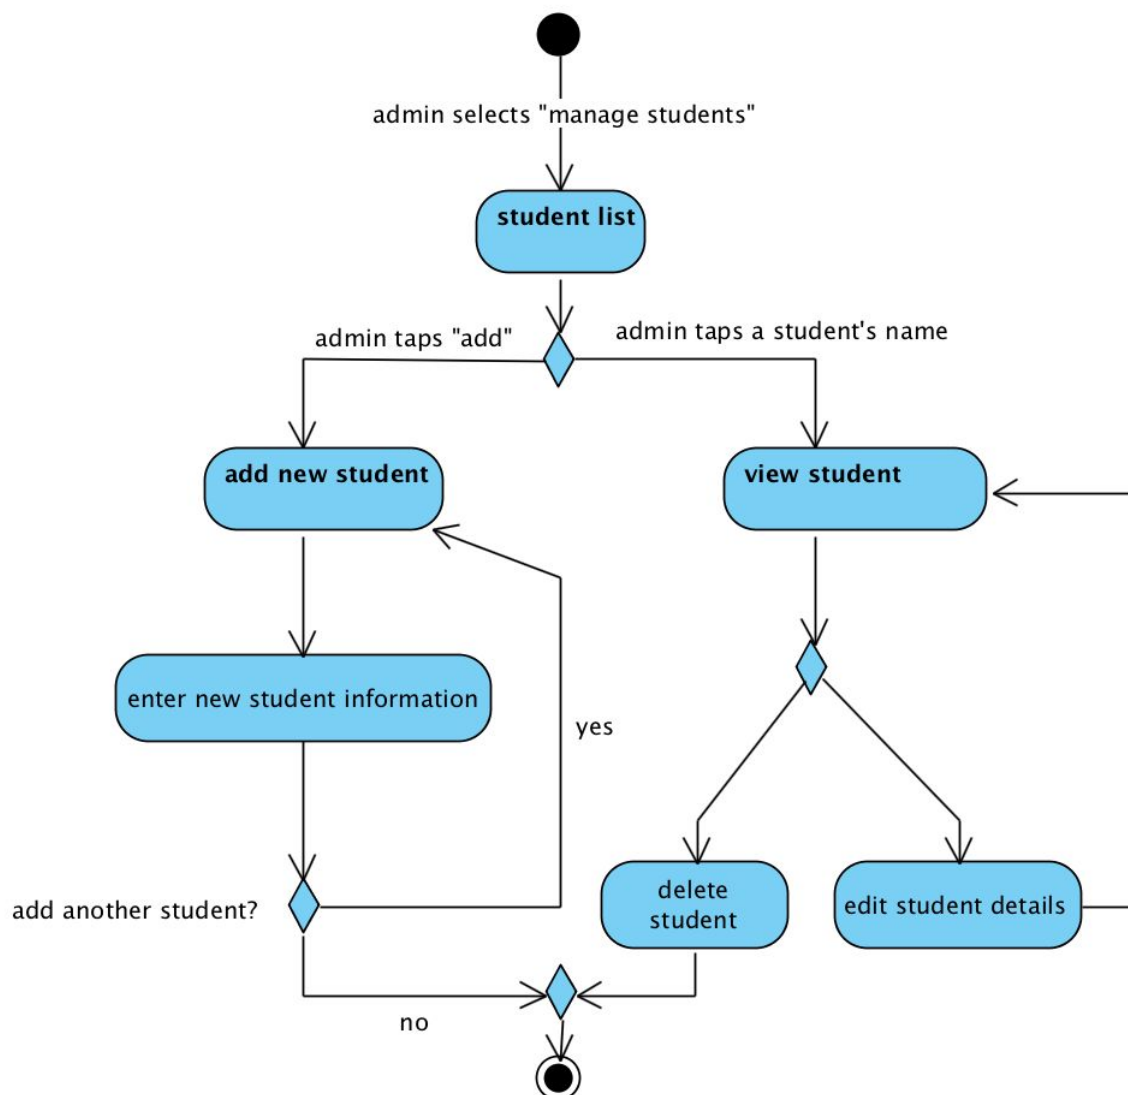 admin selects "manage students"
student list
admin taps "add"
admin taps a student's name
add new student
view student
enter new student information
yes
add another student?
delete
student
edit student details
no